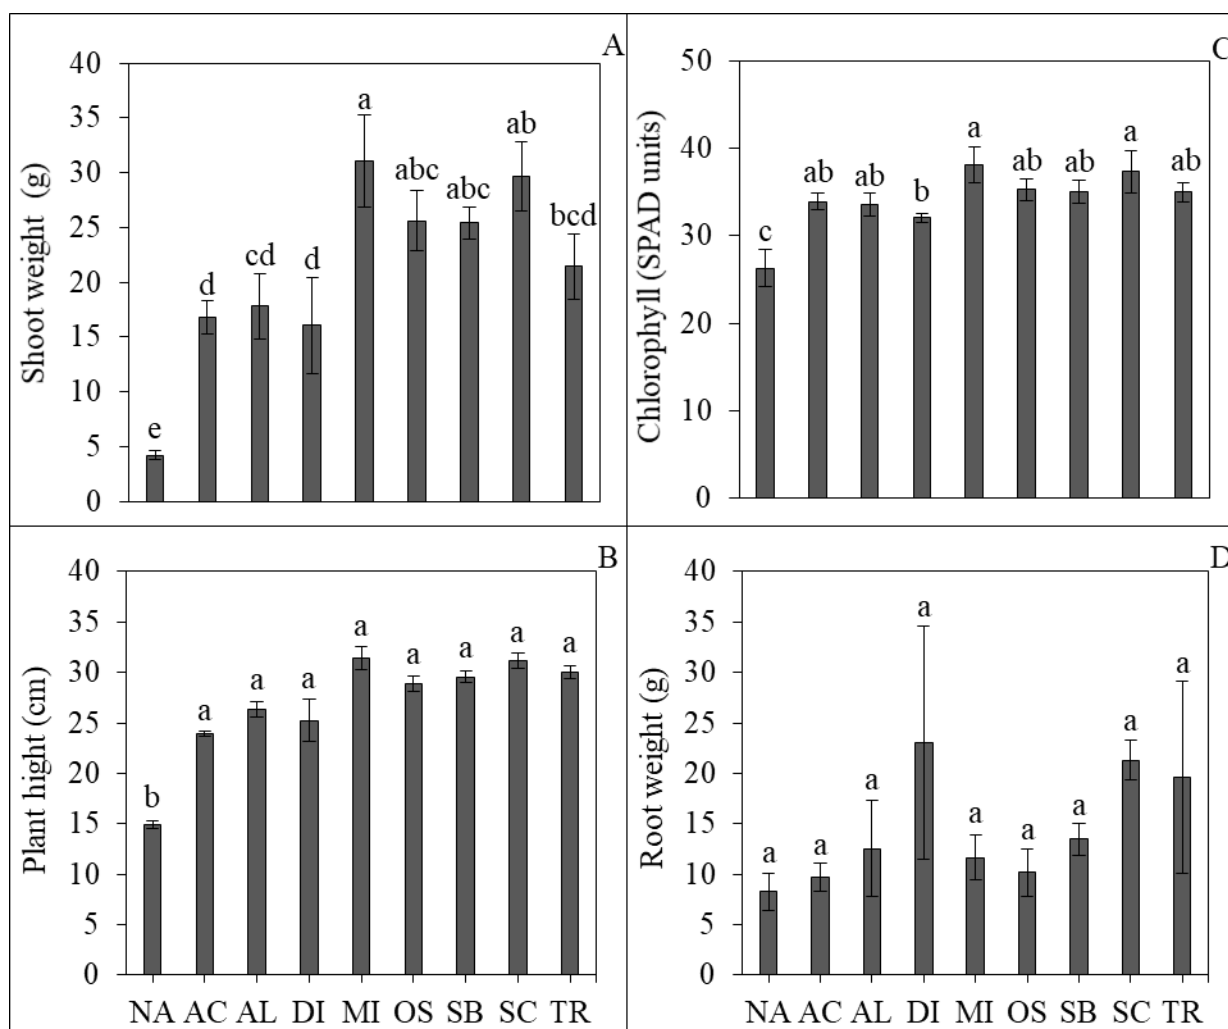 A
Shoot weight (g)
40
35
30
25
20
15
10
5
0
e
d
cd
d
a
abc
abc
ab
bcd
C
Chlorophyll (SPAD units)
50
40
30
20
10
0
c
ab
ab
b
a
ab
ab
a
ab
B
Plant hight (cm)
40
35
30
25
20
15
10
5
0
b
a
a
a
a
a
a
a
a
NA AC AL DI MI OS SB SC TR
D
Root weight (g)
40
35
30
25
20
15
10
5
0
a
a
a
a
a
a
a
a
a
NA AC AL DI MI OS SB SC TR